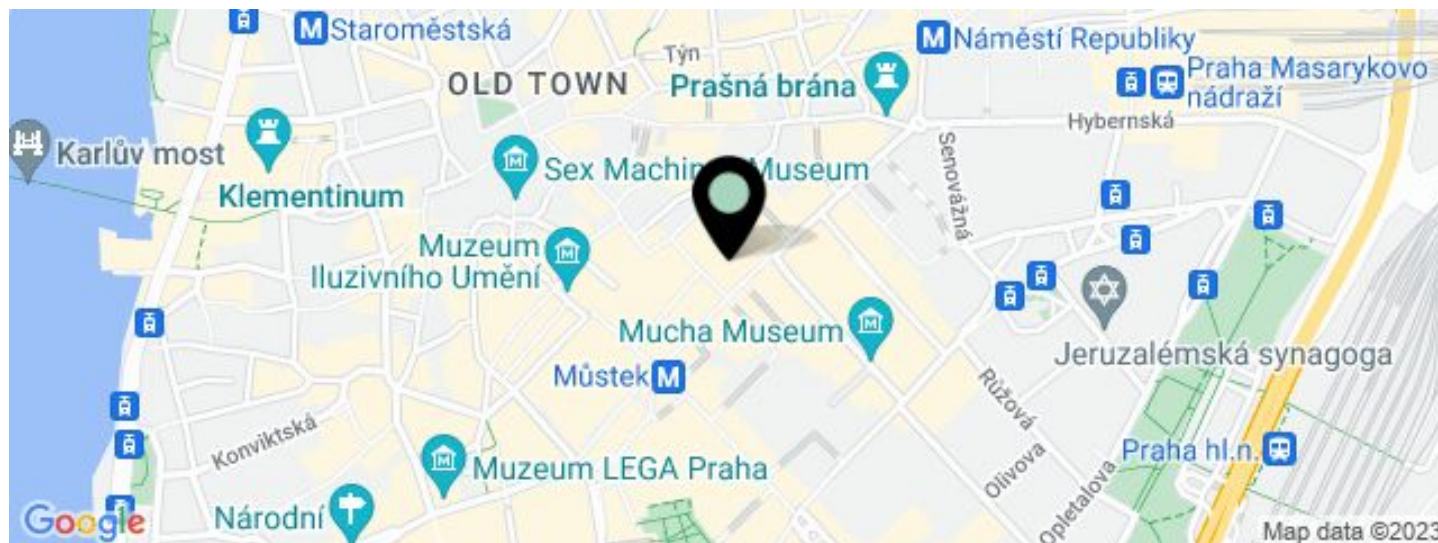 Staroměstská
Týn
Náměstí Republiky
OLD TOWN
Prašná brána
Praha Masarykovo
nádraží
Hybernská
Karlův most
Klementinum
Sex Machin Museum
Senovážná
Muzeum
Iluzivního Umění
Mucha Museum
Jeruzalémská synagoga
Můstek
Růžová
Konviktská
Olivova
Opletalova
Praha hl.n.
Muzeum LEGA Praha
Národní
Google
Map data ©2023